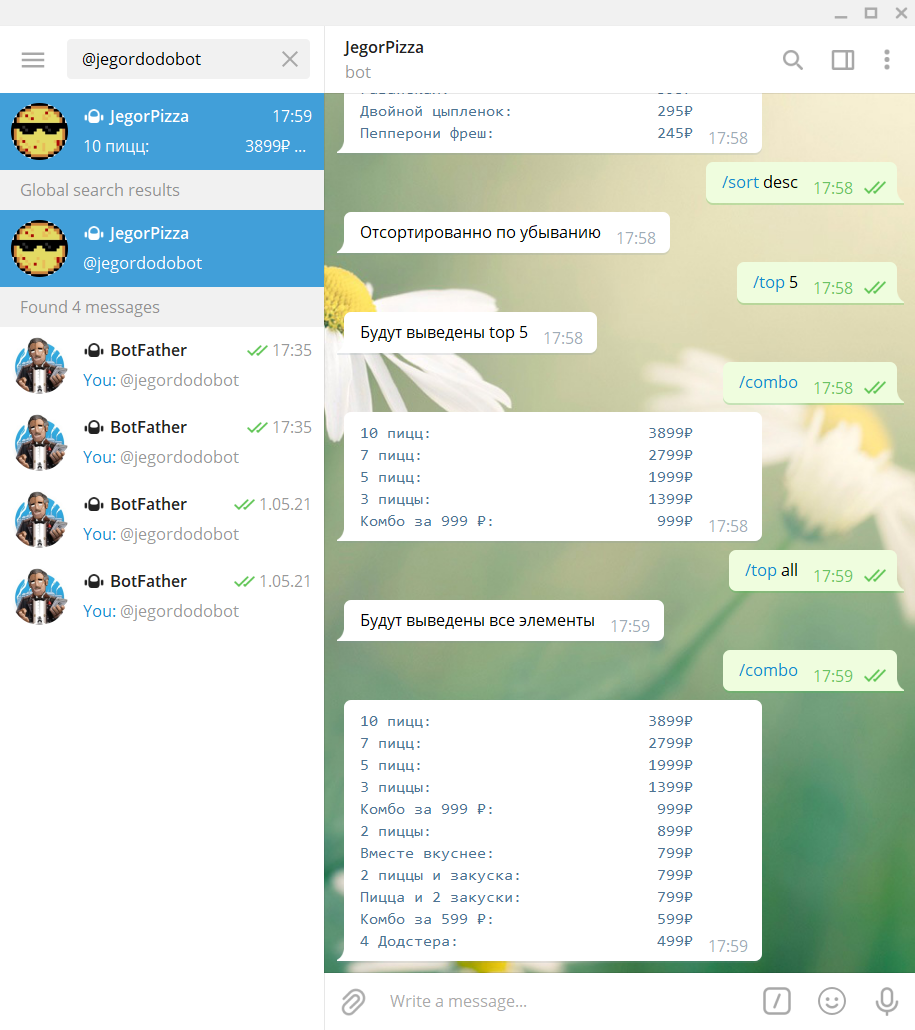 @jegordodobot
JegorPizza
bot
JegorPizza 17:59
10 пицц: 3899₽ ...
Global search results
JegorPizza
@jegordodobot
Found 4 messages
BotFather 17:35
You: @jegordodobot
BotFather 17:35
You: @jegordodobot
BotFather 1.05.21
You: @jegordodobot
BotFather 1.05.21
You: @jegordodobot
Двойной цыпленок: 295₽
Пепперони фреш: 245₽ 17:58
/sort desc 17:58
Отсортированно по убыванию 17:58
/top 5 17:58
Будут выведены top 5 17:58
/combo 17:58
10 пицц: 3899₽
7 пицц: 2799₽
5 пицц: 1999₽
3 пиццы: 1399₽
Комбо за 999 ₽: 999₽ 17:58
/top all 17:59
Будут выведены все элементы 17:59
/combo 17:59
10 пицц: 3899₽
7 пицц: 2799₽
5 пицц: 1999₽
3 пиццы: 1399₽
Комбо за 999 ₽: 999₽
2 пиццы: 899₽
Вместе вкуснее: 799₽
2 пиццы и закуска: 799₽
Пицца и 2 закуски: 799₽
Комбо за 599 ₽: 599₽
4 Додстера: 499₽ 17:59
Write a message...